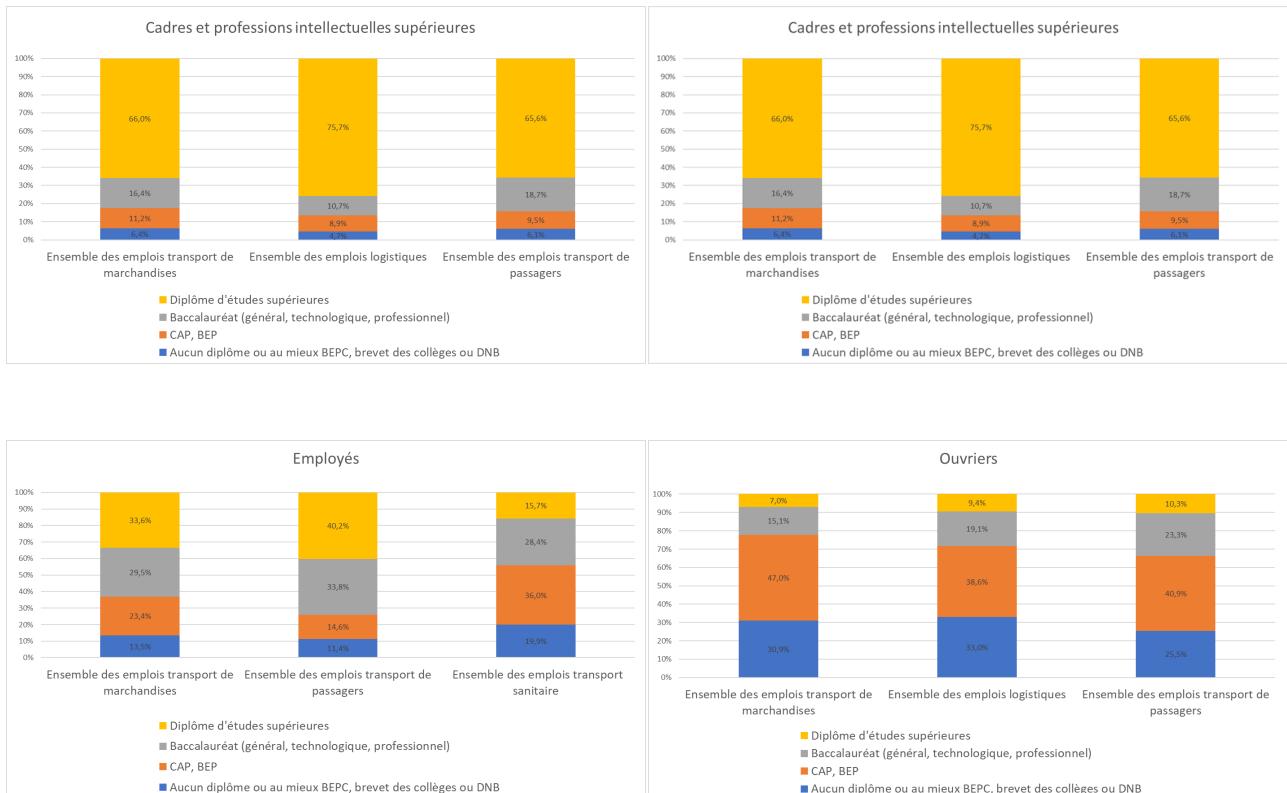 Cadres et professions intellectuelles supérieures
100%
90%
80%
70%
60%
50%
40%
30%
20%
10%
0%
66,0%
16,4%
11,2%
6,4%
75,7%
10,7%
8,9%
4,7%
65,6%
18,7%
9,5%
6,1%
Ensemble des emplois transport de
marchandises
Ensemble des emplois logistiques
Ensemble des emplois transport de
passagers
Diplôme d'études supérieures
Baccalauréat (général, technologique, professionnel)
CAP, BEP
Aucun diplôme ou au mieux BEPC, brevet des collèges ou DNB
Cadres et professions intellectuelles supérieures
100%
90%
80%
70%
60%
50%
40%
30%
20%
10%
0%
66,0%
16,4%
11,2%
6,4%
75,7%
10,7%
8,9%
4,7%
65,6%
18,7%
9,5%
6,1%
Ensemble des emplois transport de
marchandises
Ensemble des emplois logistiques
Ensemble des emplois transport de
passagers
Diplôme d'études supérieures
Baccalauréat (général, technologique, professionnel)
CAP, BEP
Aucun diplôme ou au mieux BEPC, brevet des collèges ou DNB
Employés
100%
90%
80%
70%
60%
50%
40%
30%
20%
10%
0%
33,6%
29,5%
23,4%
13,5%
40,2%
33,8%
14,6%
11,4%
15,7%
28,4%
36,0%
19,9%
Ensemble des emplois transport de
marchandises
Ensemble des emplois transport de
passagers
Ensemble des emplois transport
sanitaire
Diplôme d'études supérieures
Baccalauréat (général, technologique, professionnel)
CAP, BEP
Aucun diplôme ou au mieux BEPC, brevet des collèges ou DNB
Ouvriers
100%
90%
80%
70%
60%
50%
40%
30%
20%
10%
0%
7,0%
15,1%
47,0%
30,9%
9,4%
19,1%
38,6%
33,0%
10,3%
23,3%
40,9%
25,5%
Ensemble des emplois transport de
marchandises
Ensemble des emplois logistiques
Ensemble des emplois transport de
passagers
Diplôme d'études supérieures
Baccalauréat (général, technologique, professionnel)
CAP, BEP
Aucun diplôme ou au mieux BEPC, brevet des collèges ou DNB